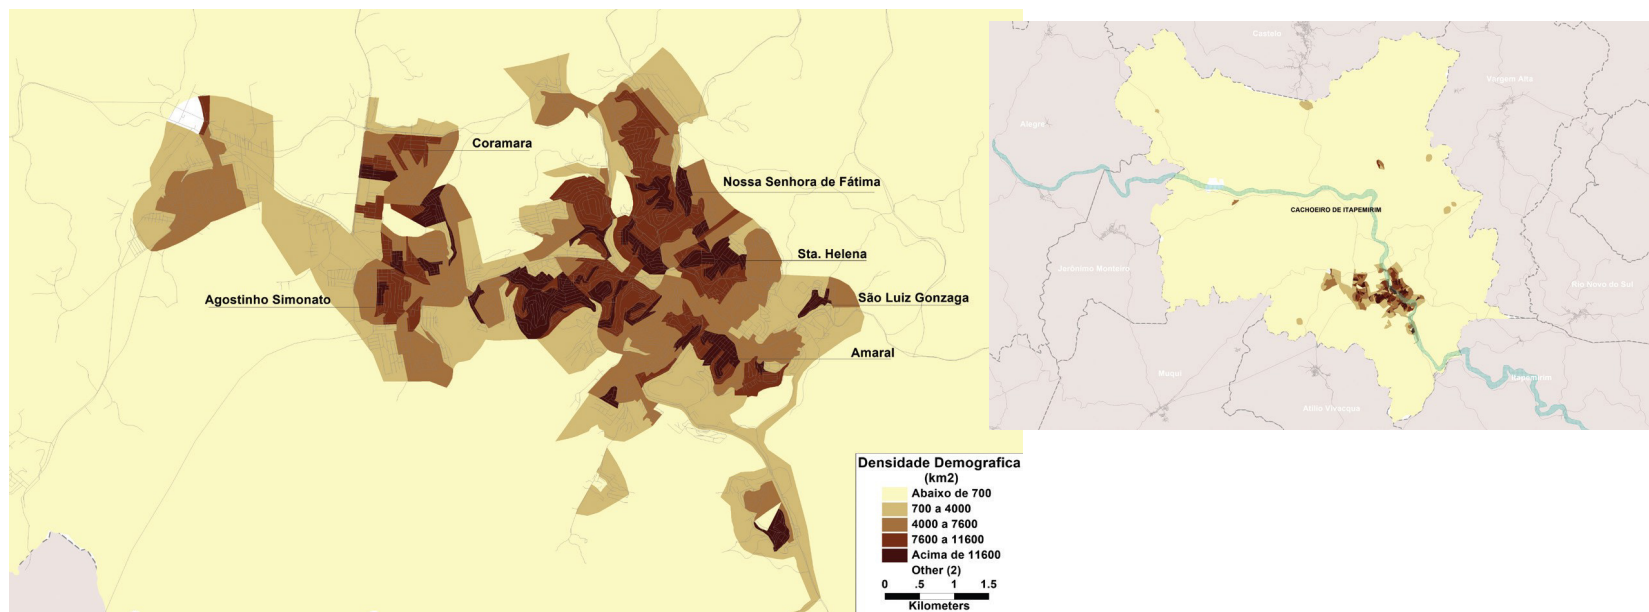 Coramara
Nossa Senhora de Fátima
Sta. Helena
Agostinho Simonato
São Luiz Gonzaga
Amaral
Densidade Demografica
(km2)
Abaixo de 700
700 a 4000
4000 a 7600
7600 a 11600
Acima de 11600
Other (2)
0 .5 1 1.5
Kilometers
Castelo
Vargem Alta
Alegre
CACHOEIRO DE ITAPEMIRIM
Jerônimo Monteiro
Rio Novo do Sul
Muqui
Itapemirim
Atílio Vivacqua